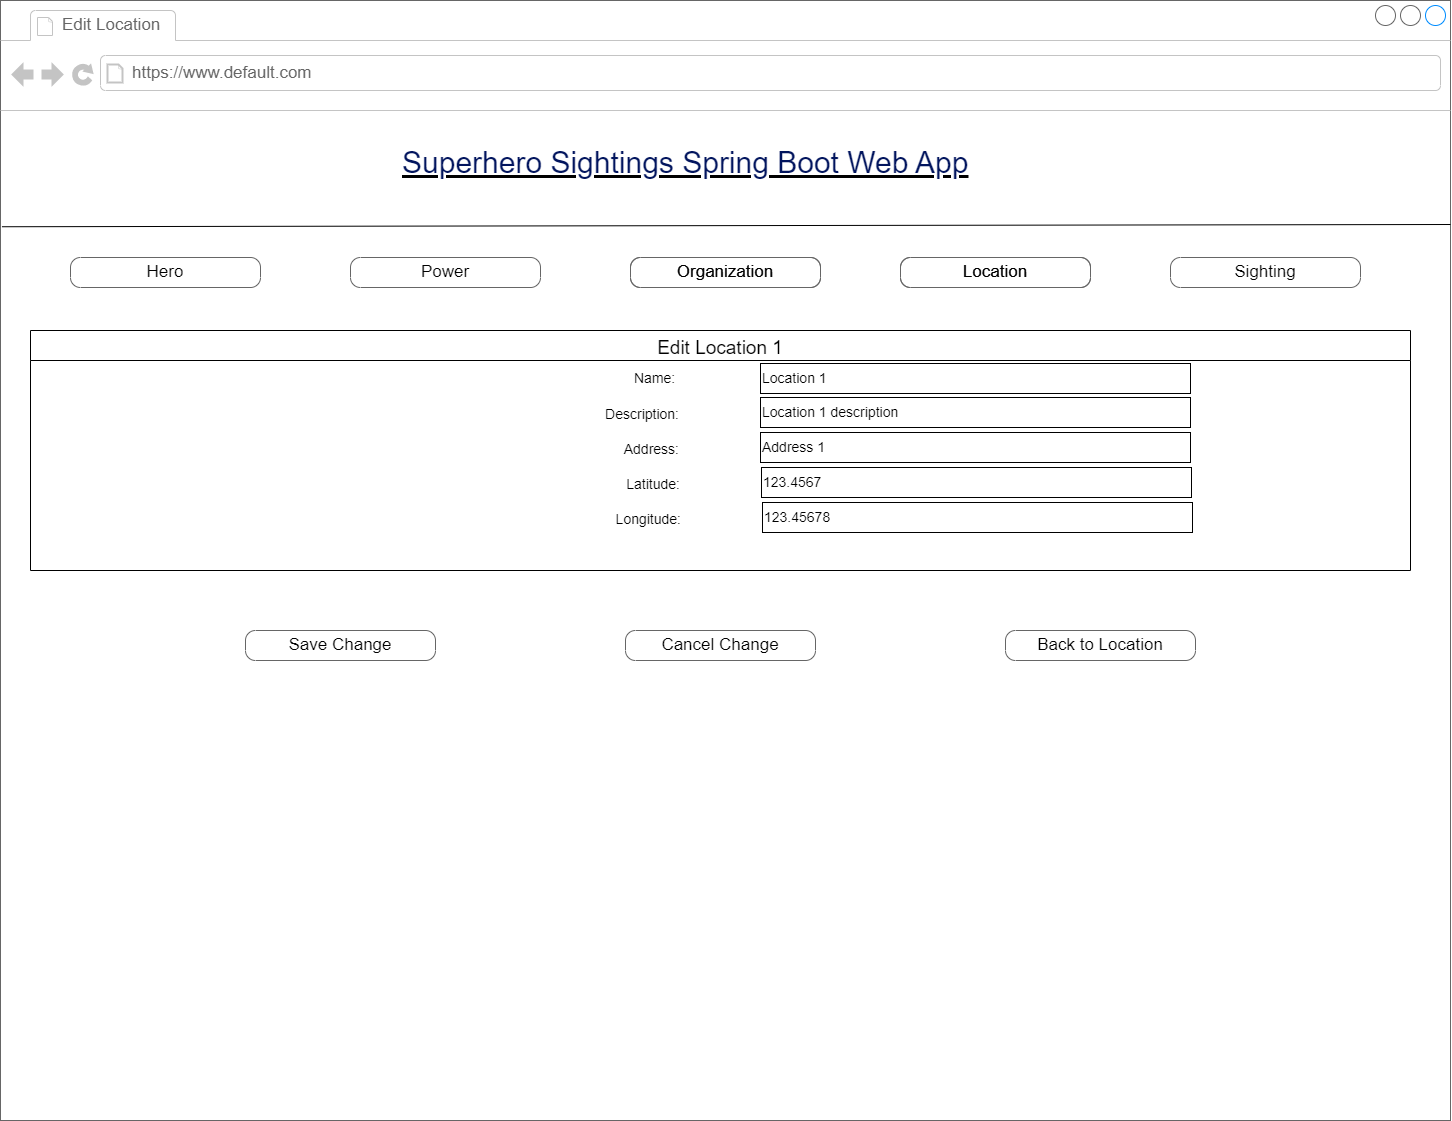 Edit Location
https://www.default.com
Superhero Sightings Spring Boot Web App
Hero Power Organization Location Sighting
Edit Location 1
Name: Location 1
Description: Location 1 description
Address: Address 1
Latitude: 123.4567
Longitude: 123.45678
Save Change Cancel Change Back to Location